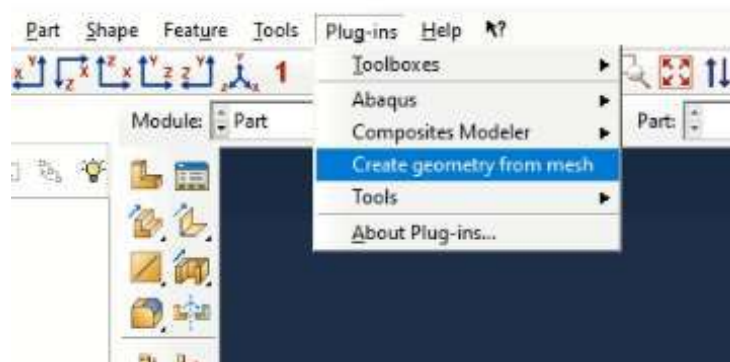 Part Shape Feature Tools Plug-ins Help
1
Toolboxes
Module: Part
Abaqus
Part:
Composites Modeler
Create geometry from mesh
Tools
About Plug-ins...